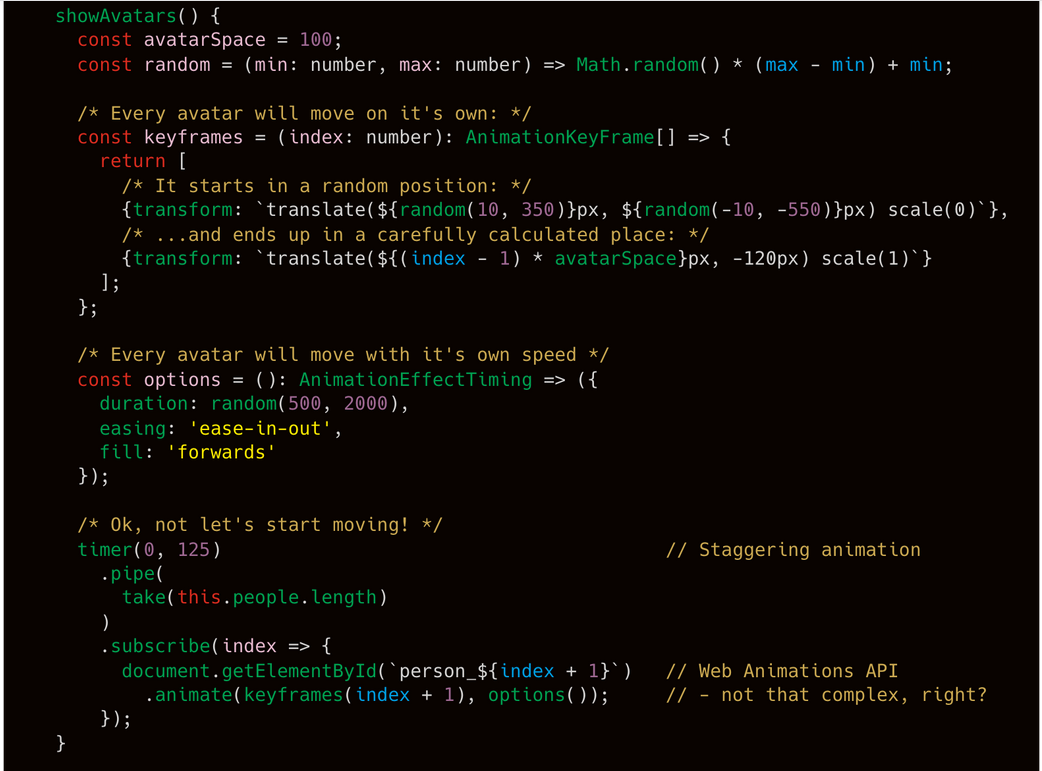 showAvatars() {
  const avatarSpace = 100;
  const random = (min: number, max: number) => Math.random() * (max - min) + min;

  /* Every avatar will move on it's own: */
  const keyframes = (index: number): AnimationKeyFrame[] => {
    return [
      /* It starts in a random position: */
      {transform: `translate(${random(10, 350)}px, ${random(-10, -550)}px) scale(0)`},
      /* ...and ends up in a carefully calculated place: */
      {transform: `translate(${(index - 1) * avatarSpace}px, -120px) scale(1)`}
    ];
  };

  /* Every avatar will move with it's own speed */
  const options = (): AnimationEffectTiming => ({
    duration: random(500, 2000),
    easing: 'ease-in-out',
    fill: 'forwards'
  });

  /* Ok, not let's start moving! */
  timer(0, 125)                                        // Staggering animation
    .pipe(
      take(this.people.length)
    )
    .subscribe(index => {
      document.getElementById(`person_${index + 1}`)   // Web Animations API
        .animate(keyframes(index + 1), options());     // - not that complex, right?
    });
}